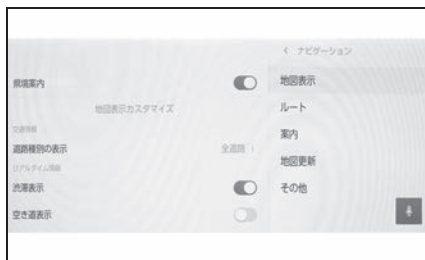 県境案内
地図表示カスタマイズ
交通情報
道路種別の表示
全道路
リアルタイム情報
渋滞表示
空き道表示
ナビゲーション
地図表示
ルート
案内
地図更新
その他